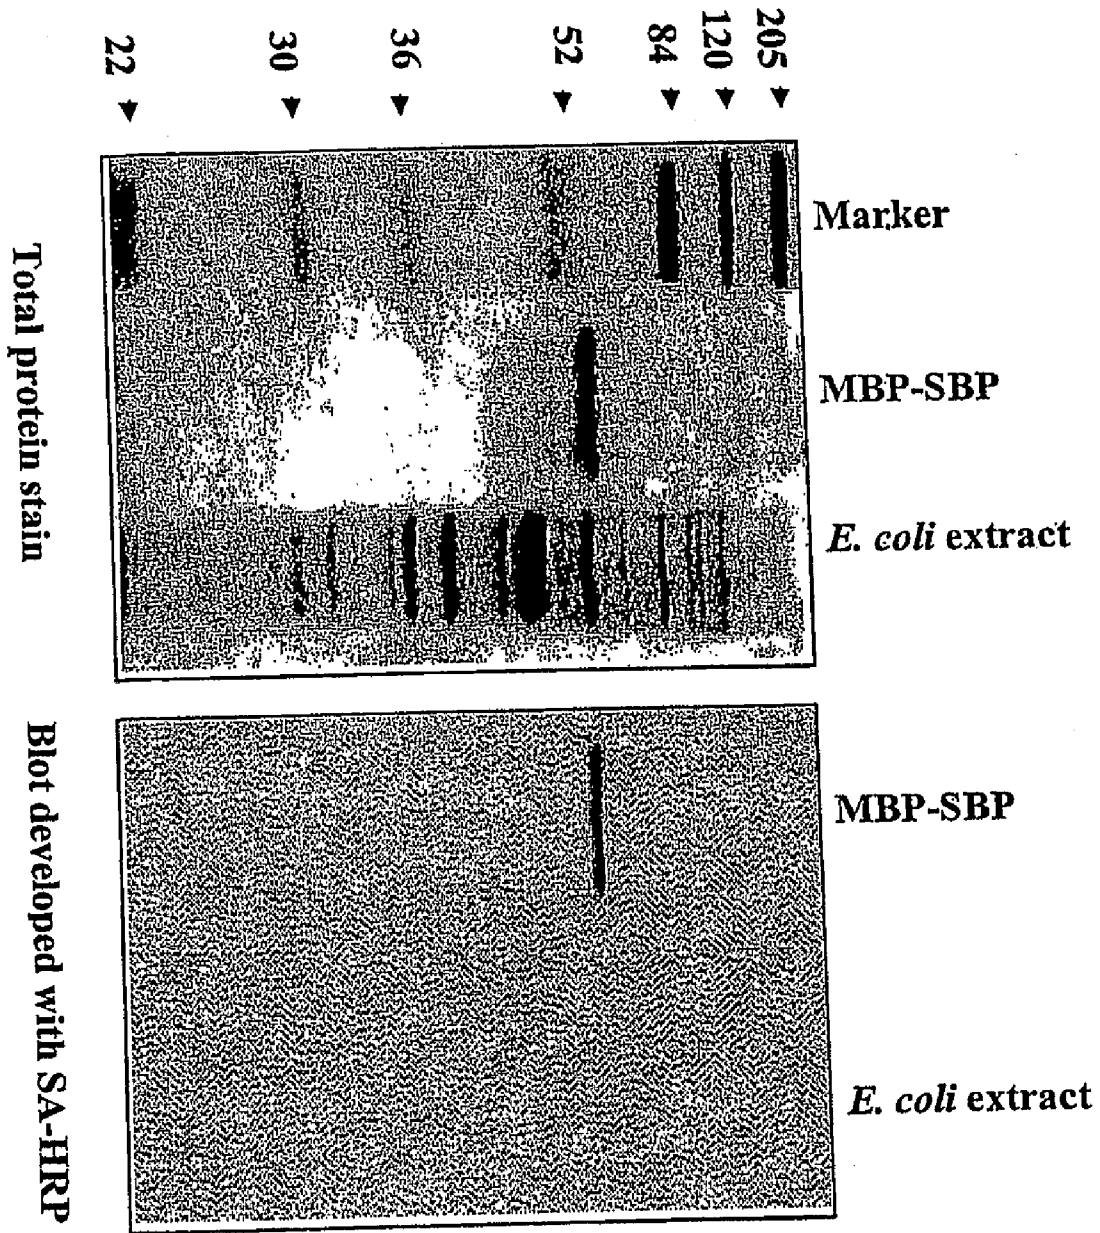 205
120
84
52
36
30
22
Marker
MBP-SBP
E. coli extract
Total protein stain
MBP-SBP
E. coli extract
Blot developed with SA-HRP